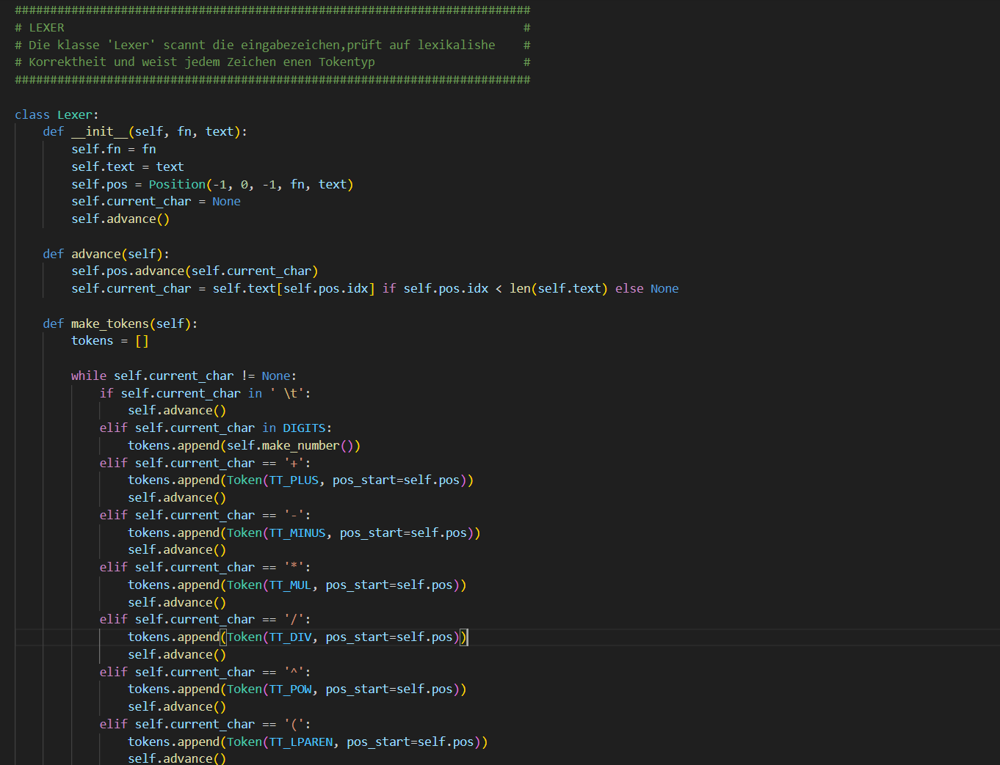 #########################################################################
# LEXER                                                                 #
# Die klasse 'Lexer' scannt die eingabezeichen,prüft auf lexikalishe    #
# Korrektheit und weist jedem Zeichen enen Tokentyp                     #
#########################################################################

class Lexer:
    def __init__(self, fn, text):
        self.fn = fn
        self.text = text
        self.pos = Position(-1, 0, -1, fn, text)
        self.current_char = None
        self.advance()

    def advance(self):
        self.pos.advance(self.current_char)
        self.current_char = self.text[self.pos.idx] if self.pos.idx < len(self.text) else None

    def make_tokens(self):
        tokens = []

        while self.current_char != None:
            if self.current_char in ' \t':
                self.advance()
            elif self.current_char in DIGITS:
                tokens.append(self.make_number())
            elif self.current_char == '+':
                tokens.append(Token(TT_PLUS, pos_start=self.pos))
                self.advance()
            elif self.current_char == '-':
                tokens.append(Token(TT_MINUS, pos_start=self.pos))
                self.advance()
            elif self.current_char == '*':
                tokens.append(Token(TT_MUL, pos_start=self.pos))
                self.advance()
            elif self.current_char == '/':
                tokens.append(Token(TT_DIV, pos_start=self.pos))
                self.advance()
            elif self.current_char == '^':
                tokens.append(Token(TT_POW, pos_start=self.pos))
                self.advance()
            elif self.current_char == '(':
                tokens.append(Token(TT_LPAREN, pos_start=self.pos))
                self.advance()